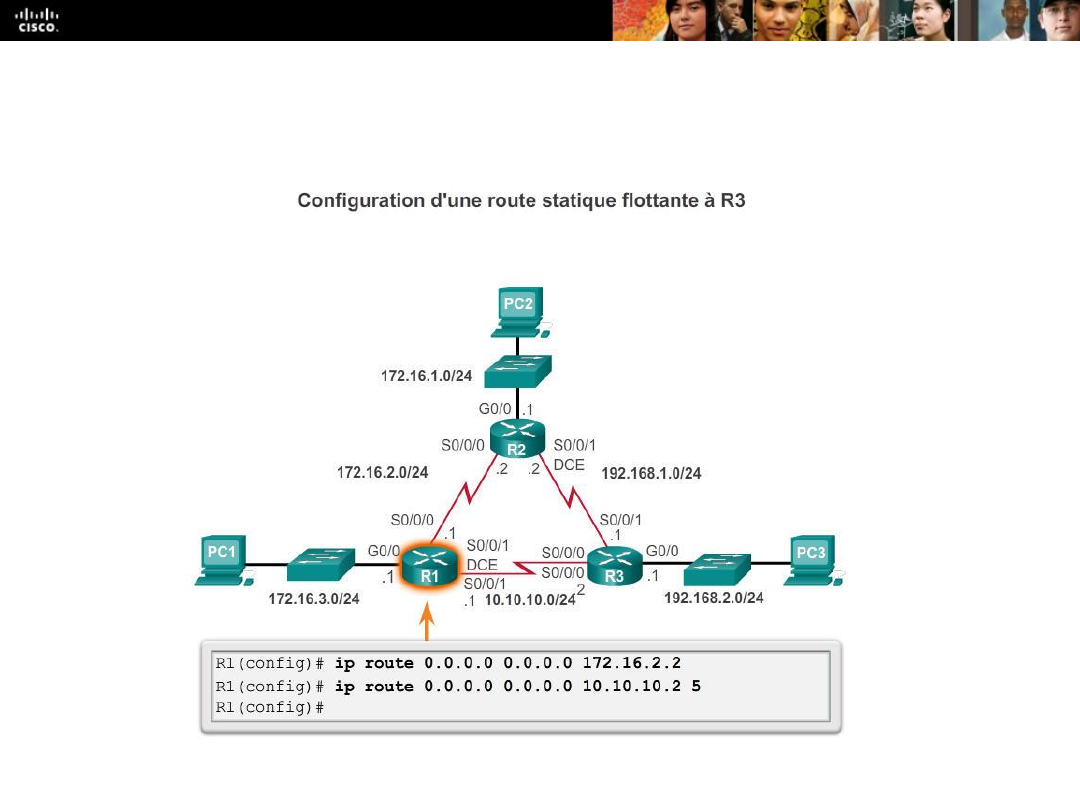 CISCO.
Configuration d'une route statique flottante à R3
PC2
172.16.1.0/24
G0/0 .1
S0/0/0 R2 S0/0/1
.2 .2 DCE
172.16.2.0/24 192.168.1.0/24
S0/0/0 S0/0/1
.1 .1
PC1 G0/0 S0/0/1 S0/0/0 G0/0 PC3
DCE
.1 R1 S0/0/1 S0/0/0 R3 .1
172.16.3.0/24 .1 10.10.10.0/24 2 192.168.2.0/24
R1(config)# ip route 0.0.0.0 0.0.0.0 172.16.2.2
R1(config)# ip route 0.0.0.0 0.0.0.0 10.10.10.2 5
R1(config)#